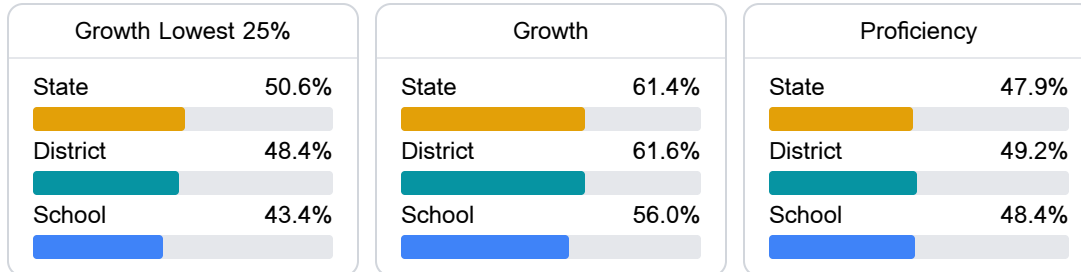 Growth Lowest 25%
State 50.6%
District 48.4%
School 43.4%
Growth
State 61.4%
District 61.6%
School 56.0%
Proficiency
State 47.9%
District 49.2%
School 48.4%